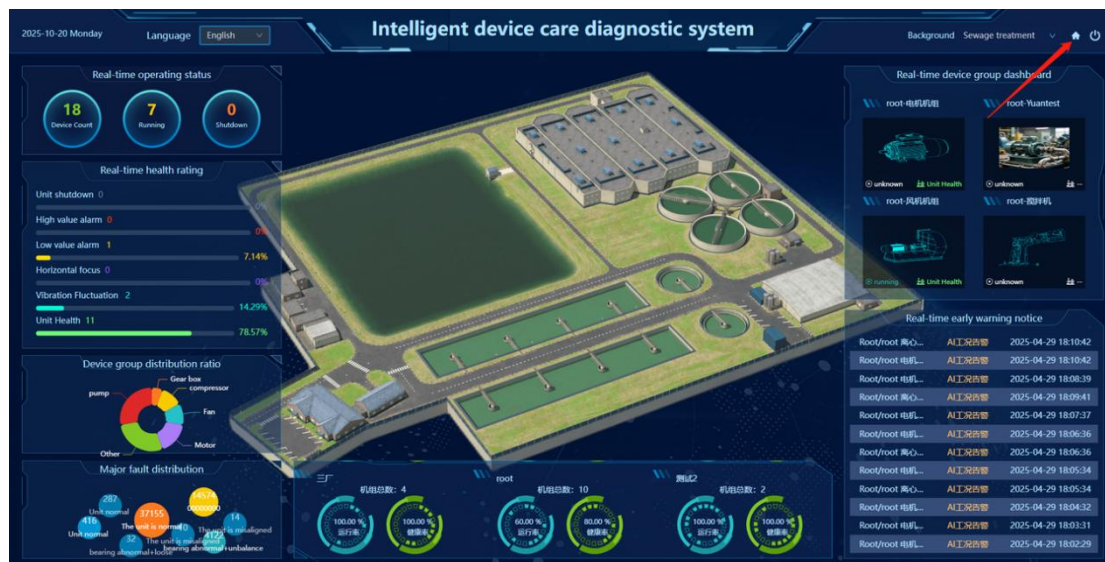 2025-10-20 Monday
Language
English
Intelligent device care diagnostic system
Background
Sewage treatment
Real-time operating status
18
Device Count
7
Running
0
Shutdown
Real-time health rating
Unit shutdown 0
0%
High value alarm 0
0%
Low value alarm 1
7.14%
Horizontal focus 0
0%
Vibration Fluctuation 2
14.29%
Unit Health 11
78.57%
Device group distribution ratio
Gear box
compressor
pump
Fan
Motor
Other
Major fault distribution
287
Unit normal
416
Unit normal
37155
The unit is normal
14574
00000000
14
The unit is misaligned
32
bearing abnormal+loose
The unit is misaligned
4122
bearing abnormal+unbalance
三厂
机组总数：4
100.00 %
运行率
100.00 %
健康率
root
机组总数：10
60.00 %
运行率
80.00 %
健康率
测试2
机组总数：2
100.00 %
运行率
100.00 %
健康率
Real-time device group dashboard
root-电机机组
unknown
Unit Health
root-Yuantest
unknown
--
root-风机机组
running
Unit Health
root-搅拌机
unknown
--
Real-time early warning notice
Root/root 离心... AI工况告警 2025-04-29 18:10:42
Root/root 电机... AI工况告警 2025-04-29 18:10:42
Root/root 电机... AI工况告警 2025-04-29 18:08:39
Root/root 离心... AI工况告警 2025-04-29 18:09:41
Root/root 电机... AI工况告警 2025-04-29 18:07:37
Root/root 电机... AI工况告警 2025-04-29 18:06:36
Root/root 离心... AI工况告警 2025-04-29 18:06:36
Root/root 电机... AI工况告警 2025-04-29 18:05:34
Root/root 离心... AI工况告警 2025-04-29 18:05:34
Root/root 离心... AI工况告警 2025-04-29 18:04:32
Root/root 电机... AI工况告警 2025-04-29 18:03:31
Root/root 电机... AI工况告警 2025-04-29 18:02:29